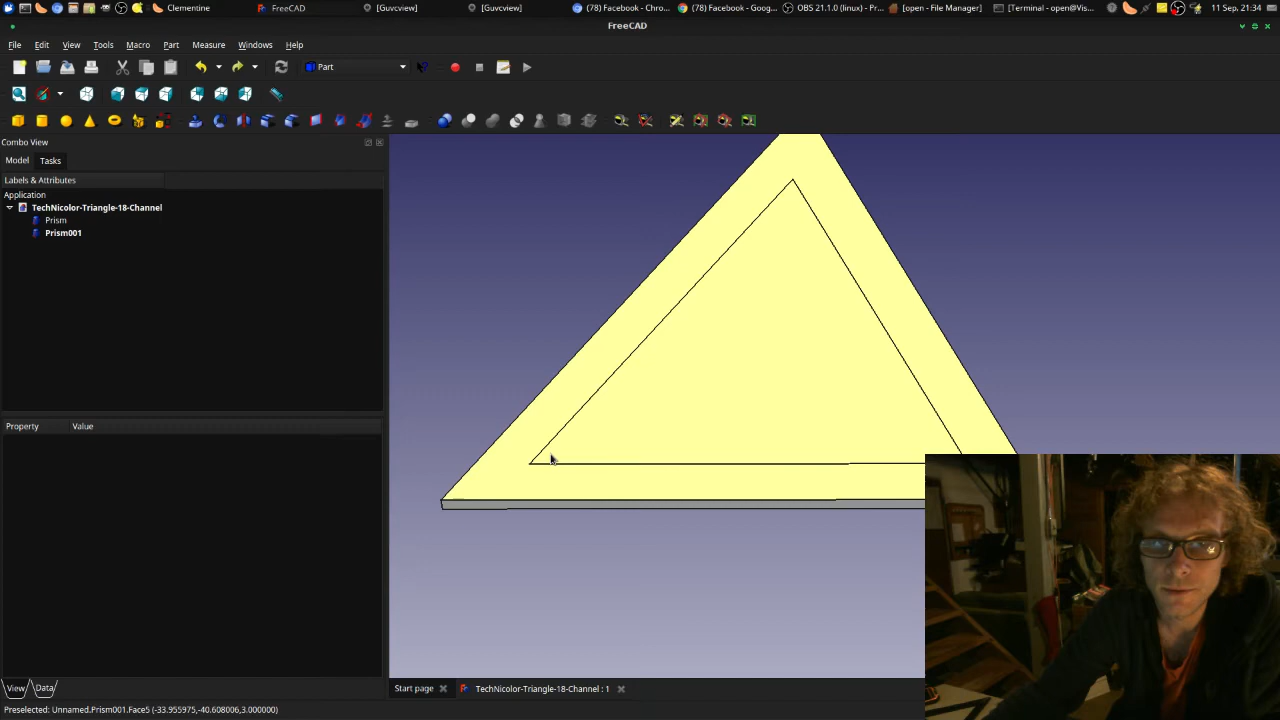 Clementine
FreeCAD
[Guvcview]
[Guvcview]
(78) Facebook - Chro...
(78) Facebook - Goog...
OBS 21.1.0 (linux) - Pr...
[open - File Manager]
[Terminal - open@Vis...
11 Sep, 21:34
FreeCAD
File Edit View Tools Macro Part Measure Windows Help
Part
Combo View
Model Tasks
Labels & Attributes
Application
TechNicolor-Triangle-18-Channel
Prism
Prism001
Property Value
View Data
Start page
TechNicolor-Triangle-18-Channel : 1
Preselected: Unnamed.Prism001.Face5 (-33.955975,-40.608006,3.000000)